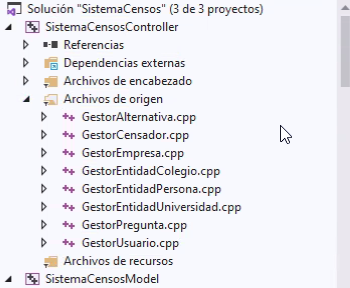 Solución "SistemaCensos" (3 de 3 proyectos)
SistemaCensosController
Referencias
Dependencias externas
Archivos de encabezado
Archivos de origen
GestorAlternativa.cpp
GestorCensador.cpp
GestorEmpresa.cpp
GestorEntidadColegio.cpp
GestorEntidadPersona.cpp
GestorEntidadUniversidad.cpp
GestorPregunta.cpp
GestorUsuario.cpp
Archivos de recursos
SistemaCensosModel